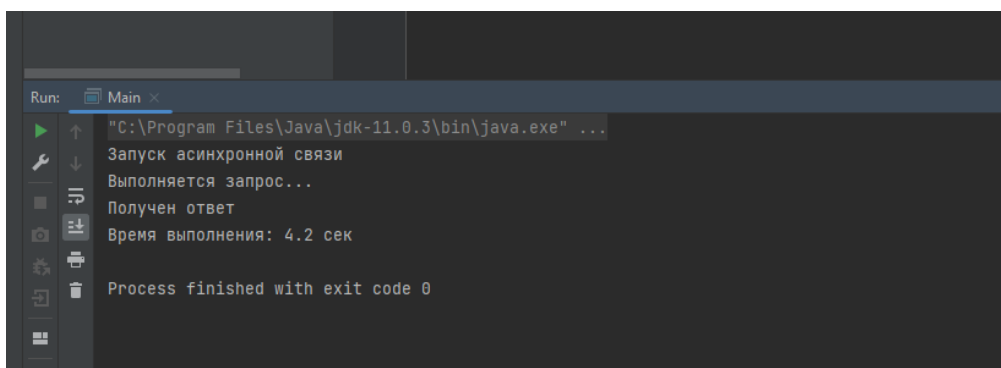 Run: Main
"C:\Program Files\Java\jdk-11.0.3\bin\java.exe" ...
Запуск асинхронной связи
Выполняется запрос...
Получен ответ
Время выполнения: 4.2 сек
Process finished with exit code 0